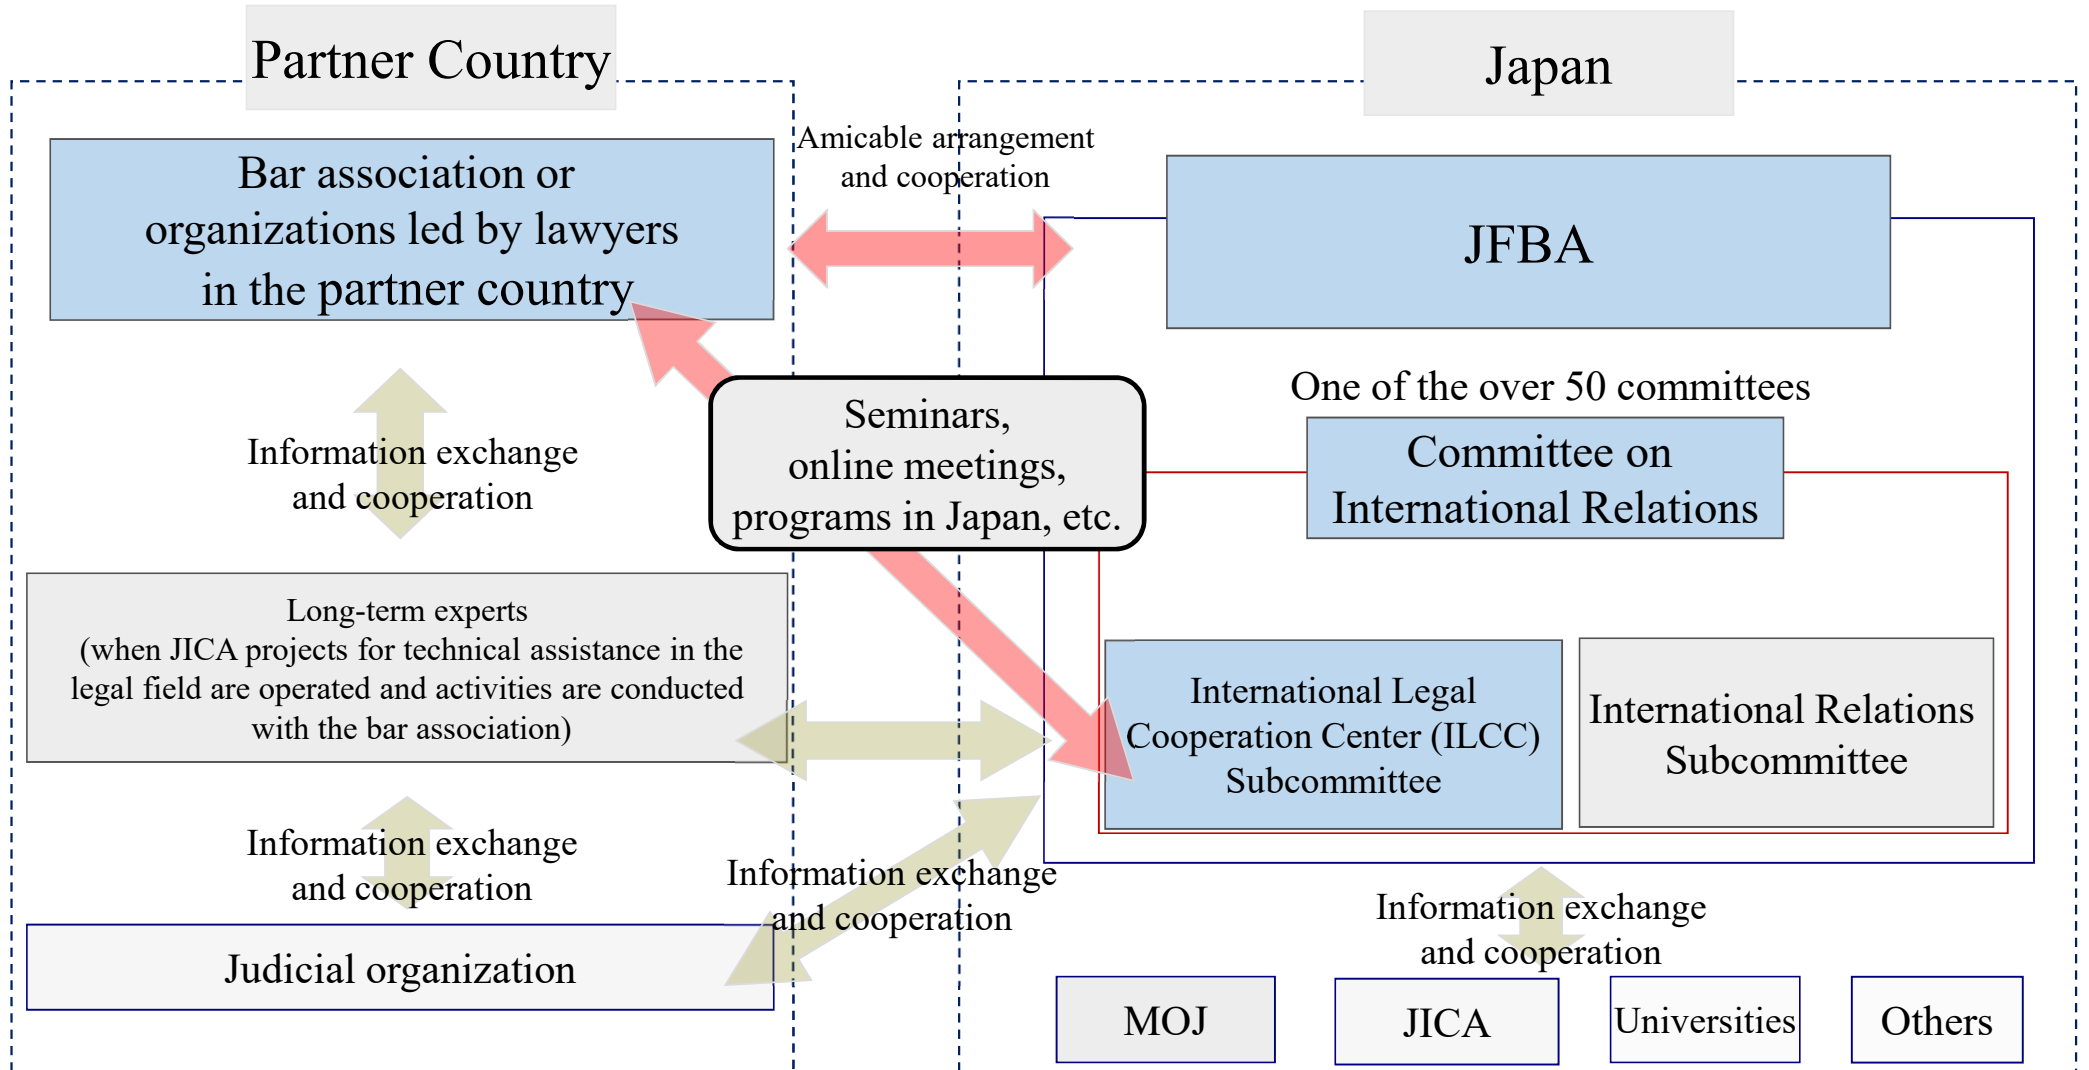 Partner Country
Japan
Amicable arrangement
and cooperation
Bar association or
organizations led by lawyers
in the partner country
JFBA
One of the over 50 committees
Seminars,
online meetings,
programs in Japan, etc.
Committee on
International Relations
Information exchange
and cooperation
Long-term experts
(when JICA projects for technical assistance in the
legal field are operated and activities are conducted
with the bar association)
International Legal
Cooperation Center (ILCC)
Subcommittee
International Relations
Subcommittee
Information exchange
and cooperation
Information exchange
and cooperation
Information exchange
and cooperation
Judicial organization
MOJ
JICA
Universities
Others